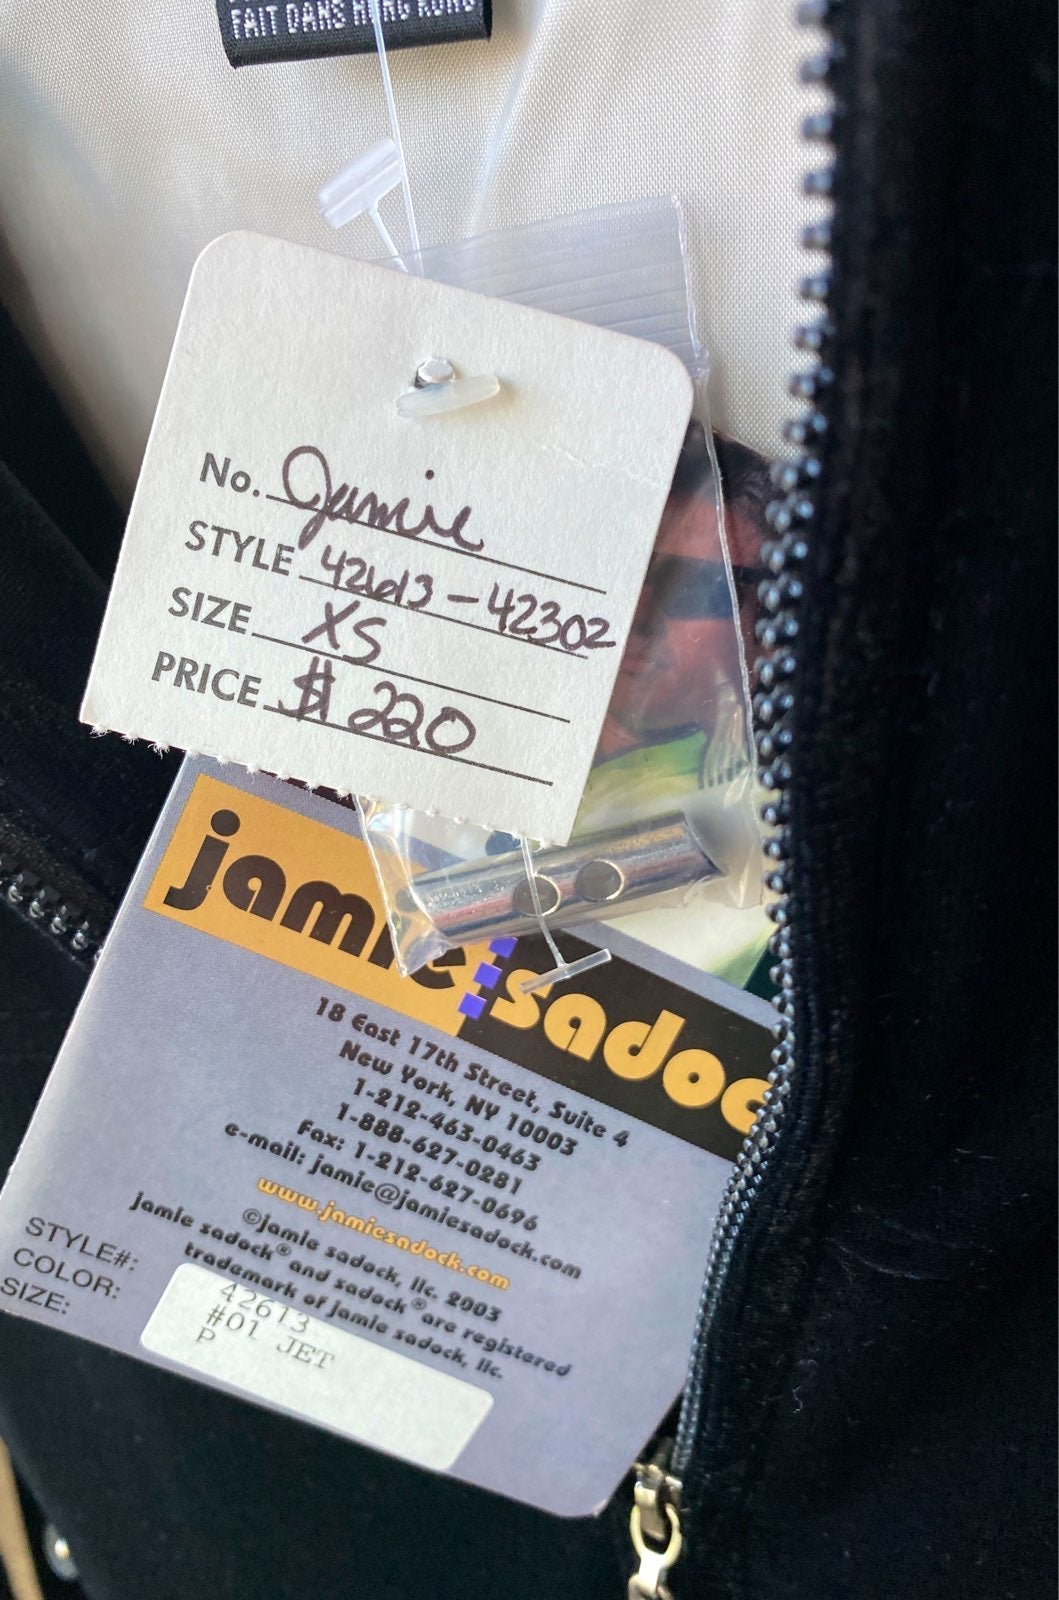 FAIT DANS HONG KONG
No. Jamie
STYLE 42613-42302
SIZE XS
PRICE $220
jamie sadoc
18 East 17th Street, Suite 4
New York, NY 10003
1-212-463-0463
1-888-627-0281
Fax: 1-212-627-0696
e-mail: jamie@jamiesadock.com
www.jamiesadock.com
©jamie sadock, llc. 2003
jamie sadock® and sadock® are registered
trademark of jamie sadock, llc.
STYLE#: 42613
COLOR: #01 JET
SIZE: P